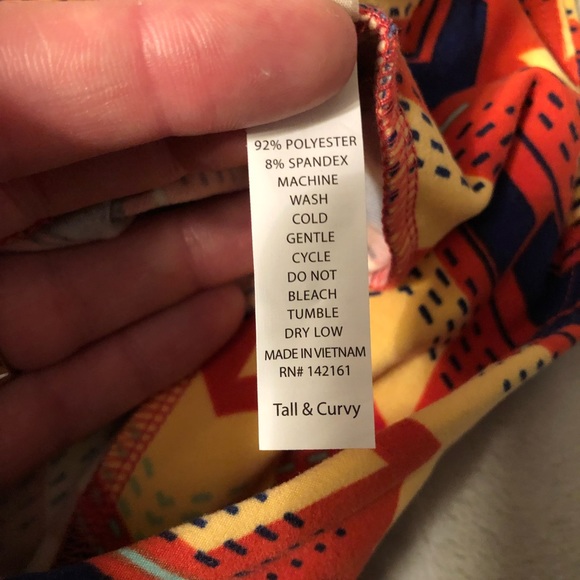 92% POLYESTER
8% SPANDEX
MACHINE
WASH
COLD
GENTLE
CYCLE
DO NOT
BLEACH
TUMBLE
DRY LOW
MADE IN VIETNAM
RN# 142161
Tall & Curvy